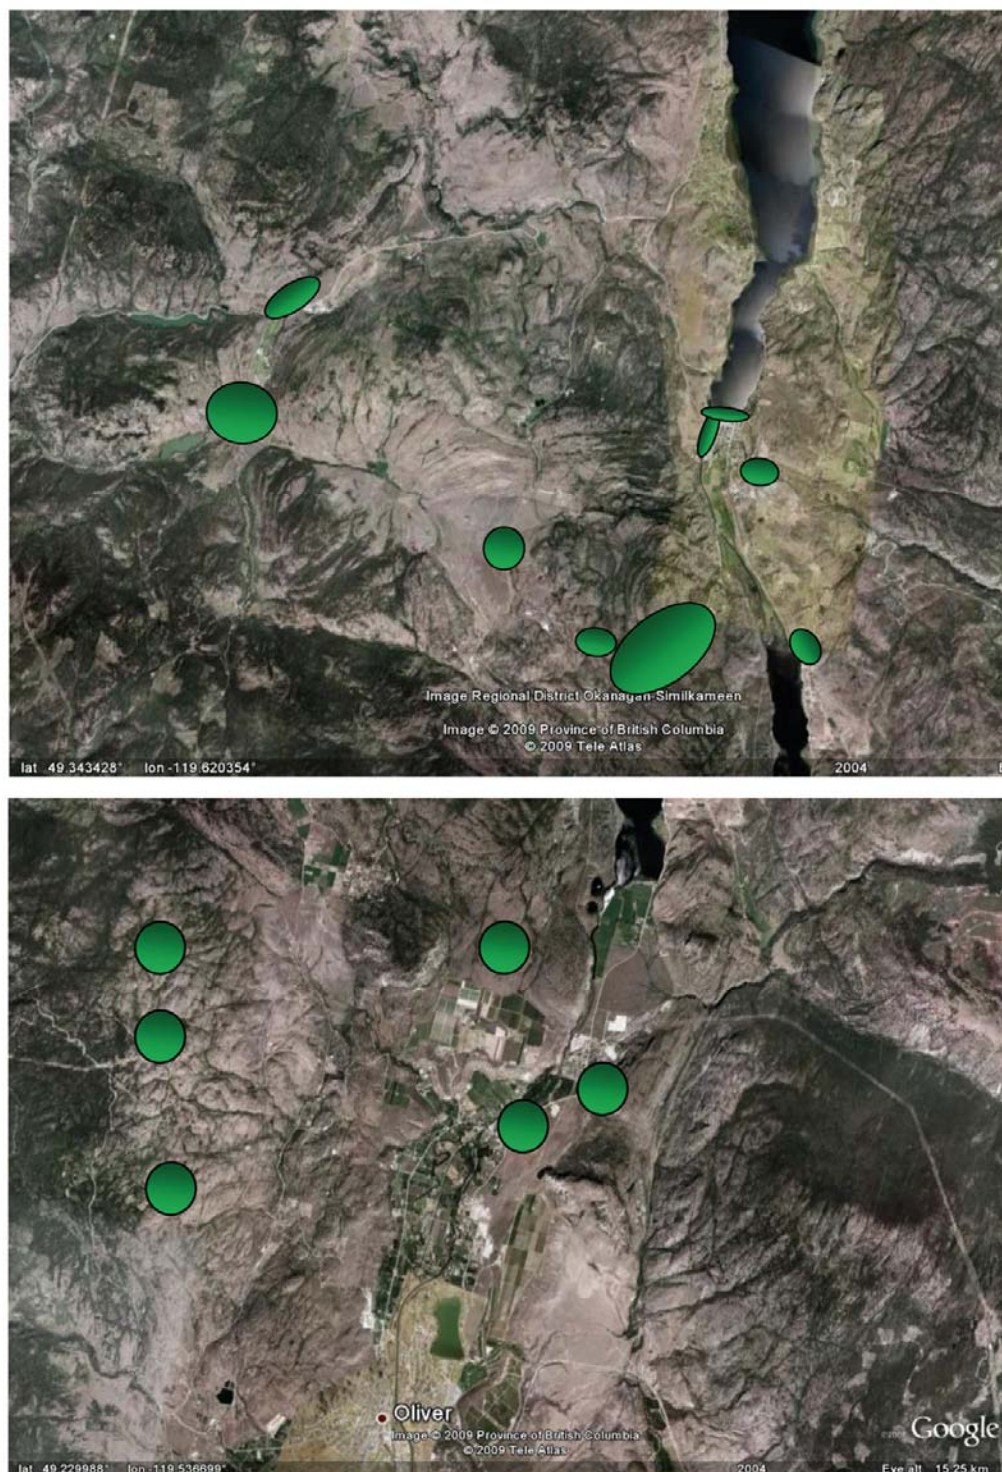 Image Regional District Okanagan-Similkameen
Image © 2009 Province of British Columbia
© 2009 Tele Atlas
lat 49.343428° lon -119.620354° 2004
Oliver
Image © 2009 Province of British Columbia
© 2009 Tele Atlas
Google
lat 49.229988° lon -119.536699° 2004 Eye alt 15.25 km